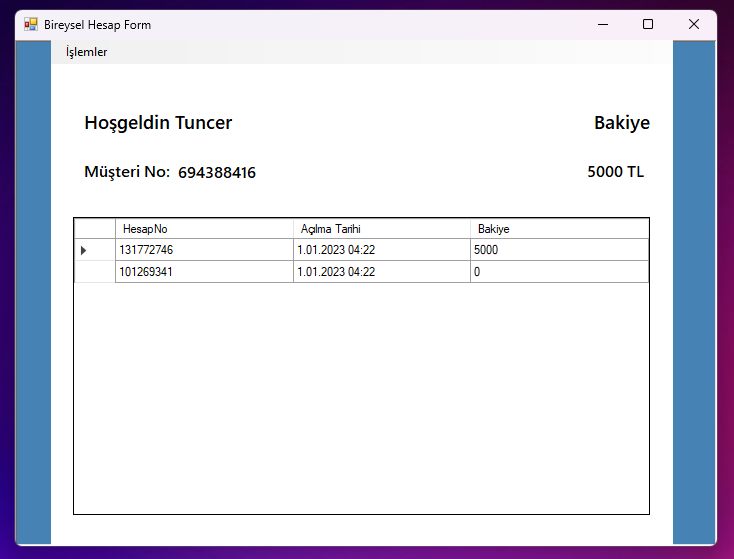 Bireysel Hesap Form
İşlemler
Hoşgeldin Tuncer Bakiye
Müşteri No: 694388416 5000 TL
HesapNo Açılma Tarihi Bakiye
131772746 1.01.2023 04:22 5000
101269341 1.01.2023 04:22 0